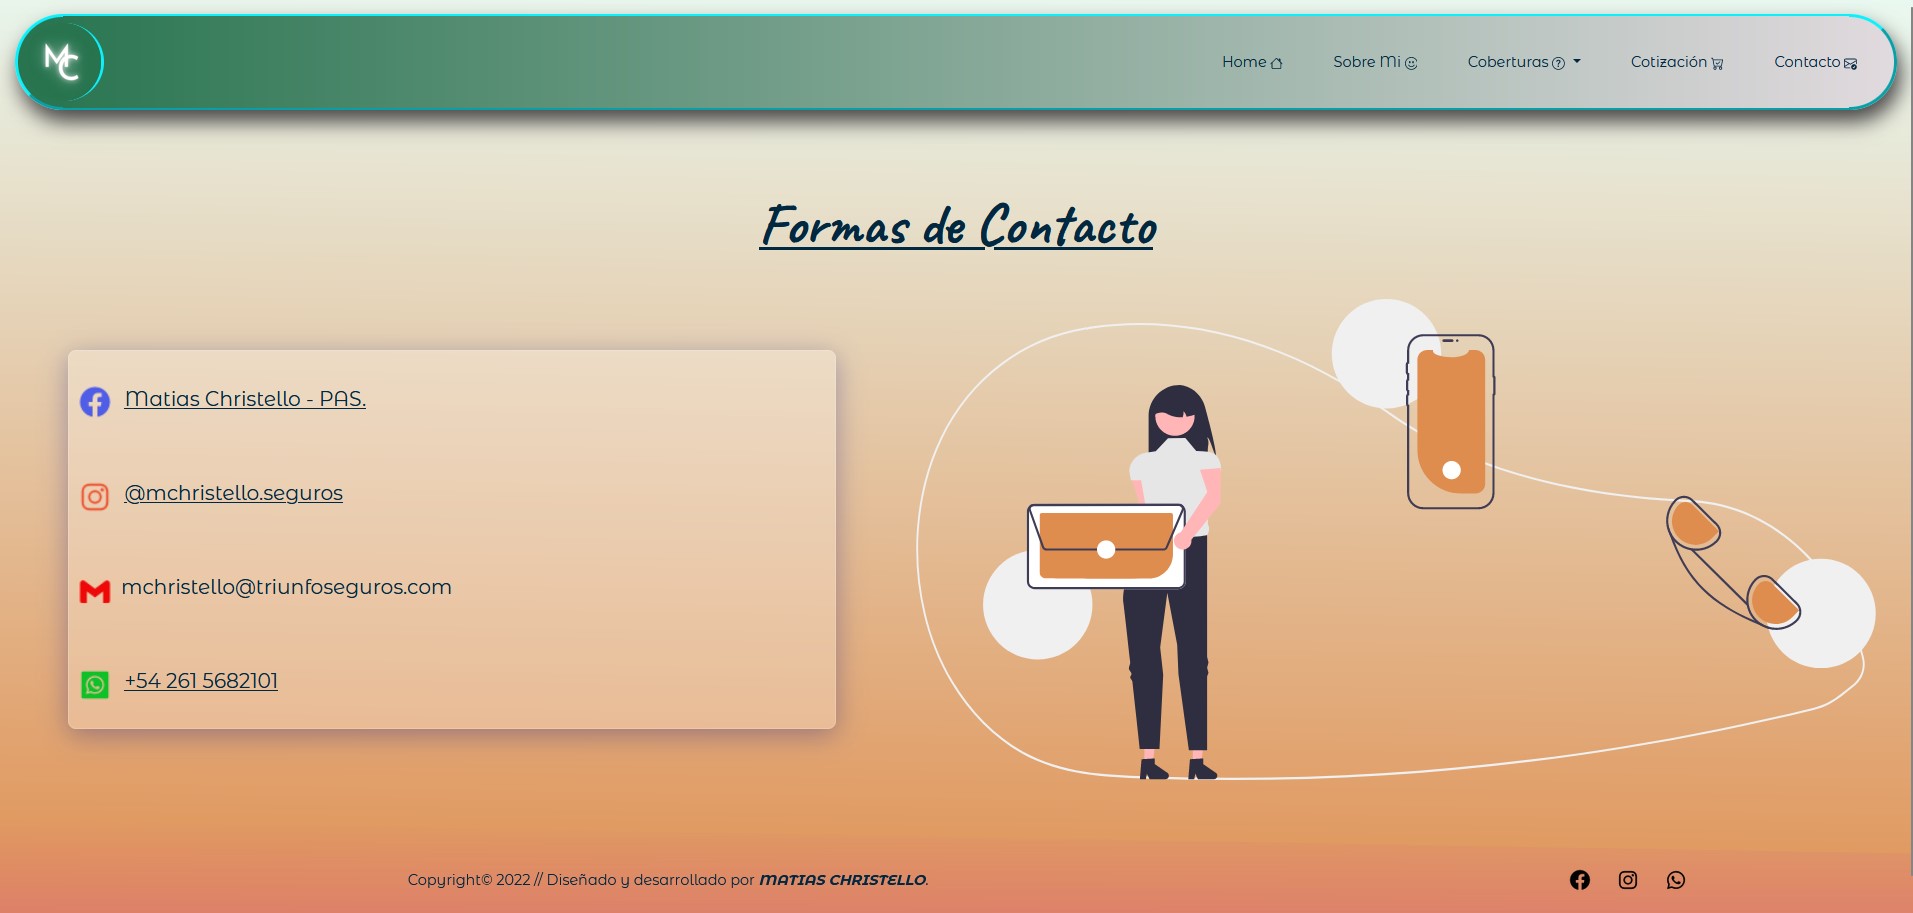 MC
Home
Sobre Mi
Coberturas
Cotización
Contacto
Formas de Contacto
Matias Christello - PAS.
@mchristello.seguros
mchristello@triunfoseguros.com
+54 261 5682101
Copyright© 2022 // Diseñado y desarrollado por MATIAS CHRISTELLO.